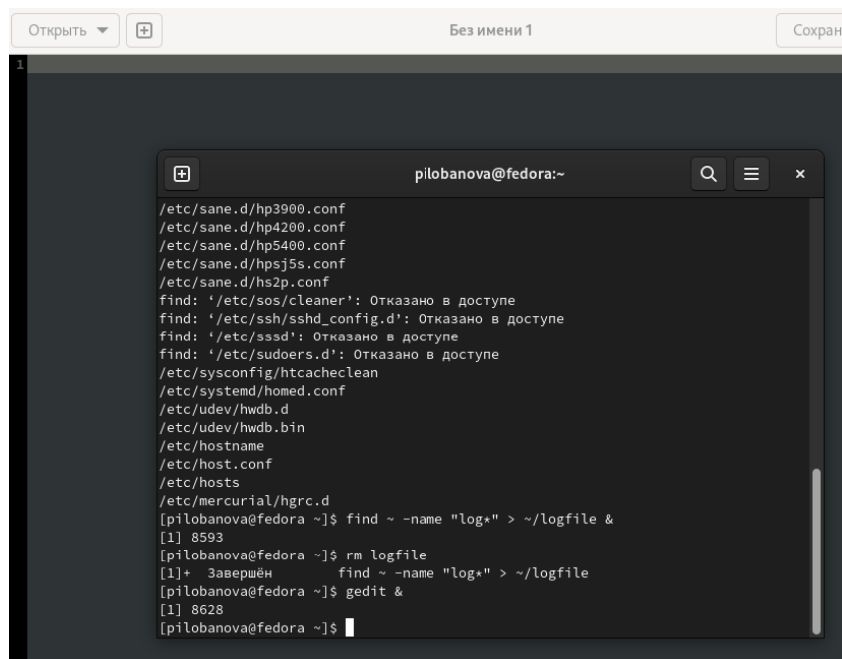 Открыть
Без имени 1
Сохран
1
pilobanova@fedora:~
/etc/sane.d/hp3900.conf
/etc/sane.d/hp4200.conf
/etc/sane.d/hp5400.conf
/etc/sane.d/hpsj5s.conf
/etc/sane.d/hs2p.conf
find: ‘/etc/sos/cleaner’: Отказано в доступе
find: ‘/etc/ssh/sshd_config.d’: Отказано в доступе
find: ‘/etc/sssd’: Отказано в доступе
find: ‘/etc/sudoers.d’: Отказано в доступе
/etc/sysconfig/htcacheclean
/etc/systemd/homed.conf
/etc/udev/hwdb.d
/etc/udev/hwdb.bin
/etc/hostname
/etc/host.conf
/etc/hosts
/etc/mercurial/hgrc.d
[pilobanova@fedora ~]$ find ~ -name "log*" > ~/logfile &
[1] 8593
[pilobanova@fedora ~]$ rm logfile
[1]+  Завершён        find ~ -name "log*" > ~/logfile
[pilobanova@fedora ~]$ gedit &
[1] 8628
[pilobanova@fedora ~]$